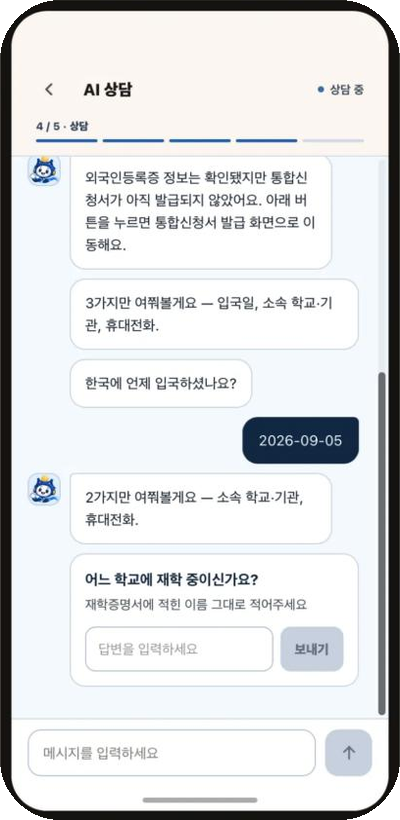 AI 상담
상담 중
4 / 5 · 상담
외국인등록증 정보는 확인됐지만 통합신
청서가 아직 발급되지 않았어요. 아래 버
튼을 누르면 통합신청서 발급 화면으로 이
동해요.
3가지만 여쭤볼게요 — 입국일, 소속 학교·기
관, 휴대전화.
한국에 언제 입국하셨나요?
2026-09-05
2가지만 여쭤볼게요 — 소속 학교·기관,
휴대전화.
어느 학교에 재학 중이신가요?
재학증명서에 적힌 이름 그대로 적어주세요
답변을 입력하세요
보내기
메시지를 입력하세요